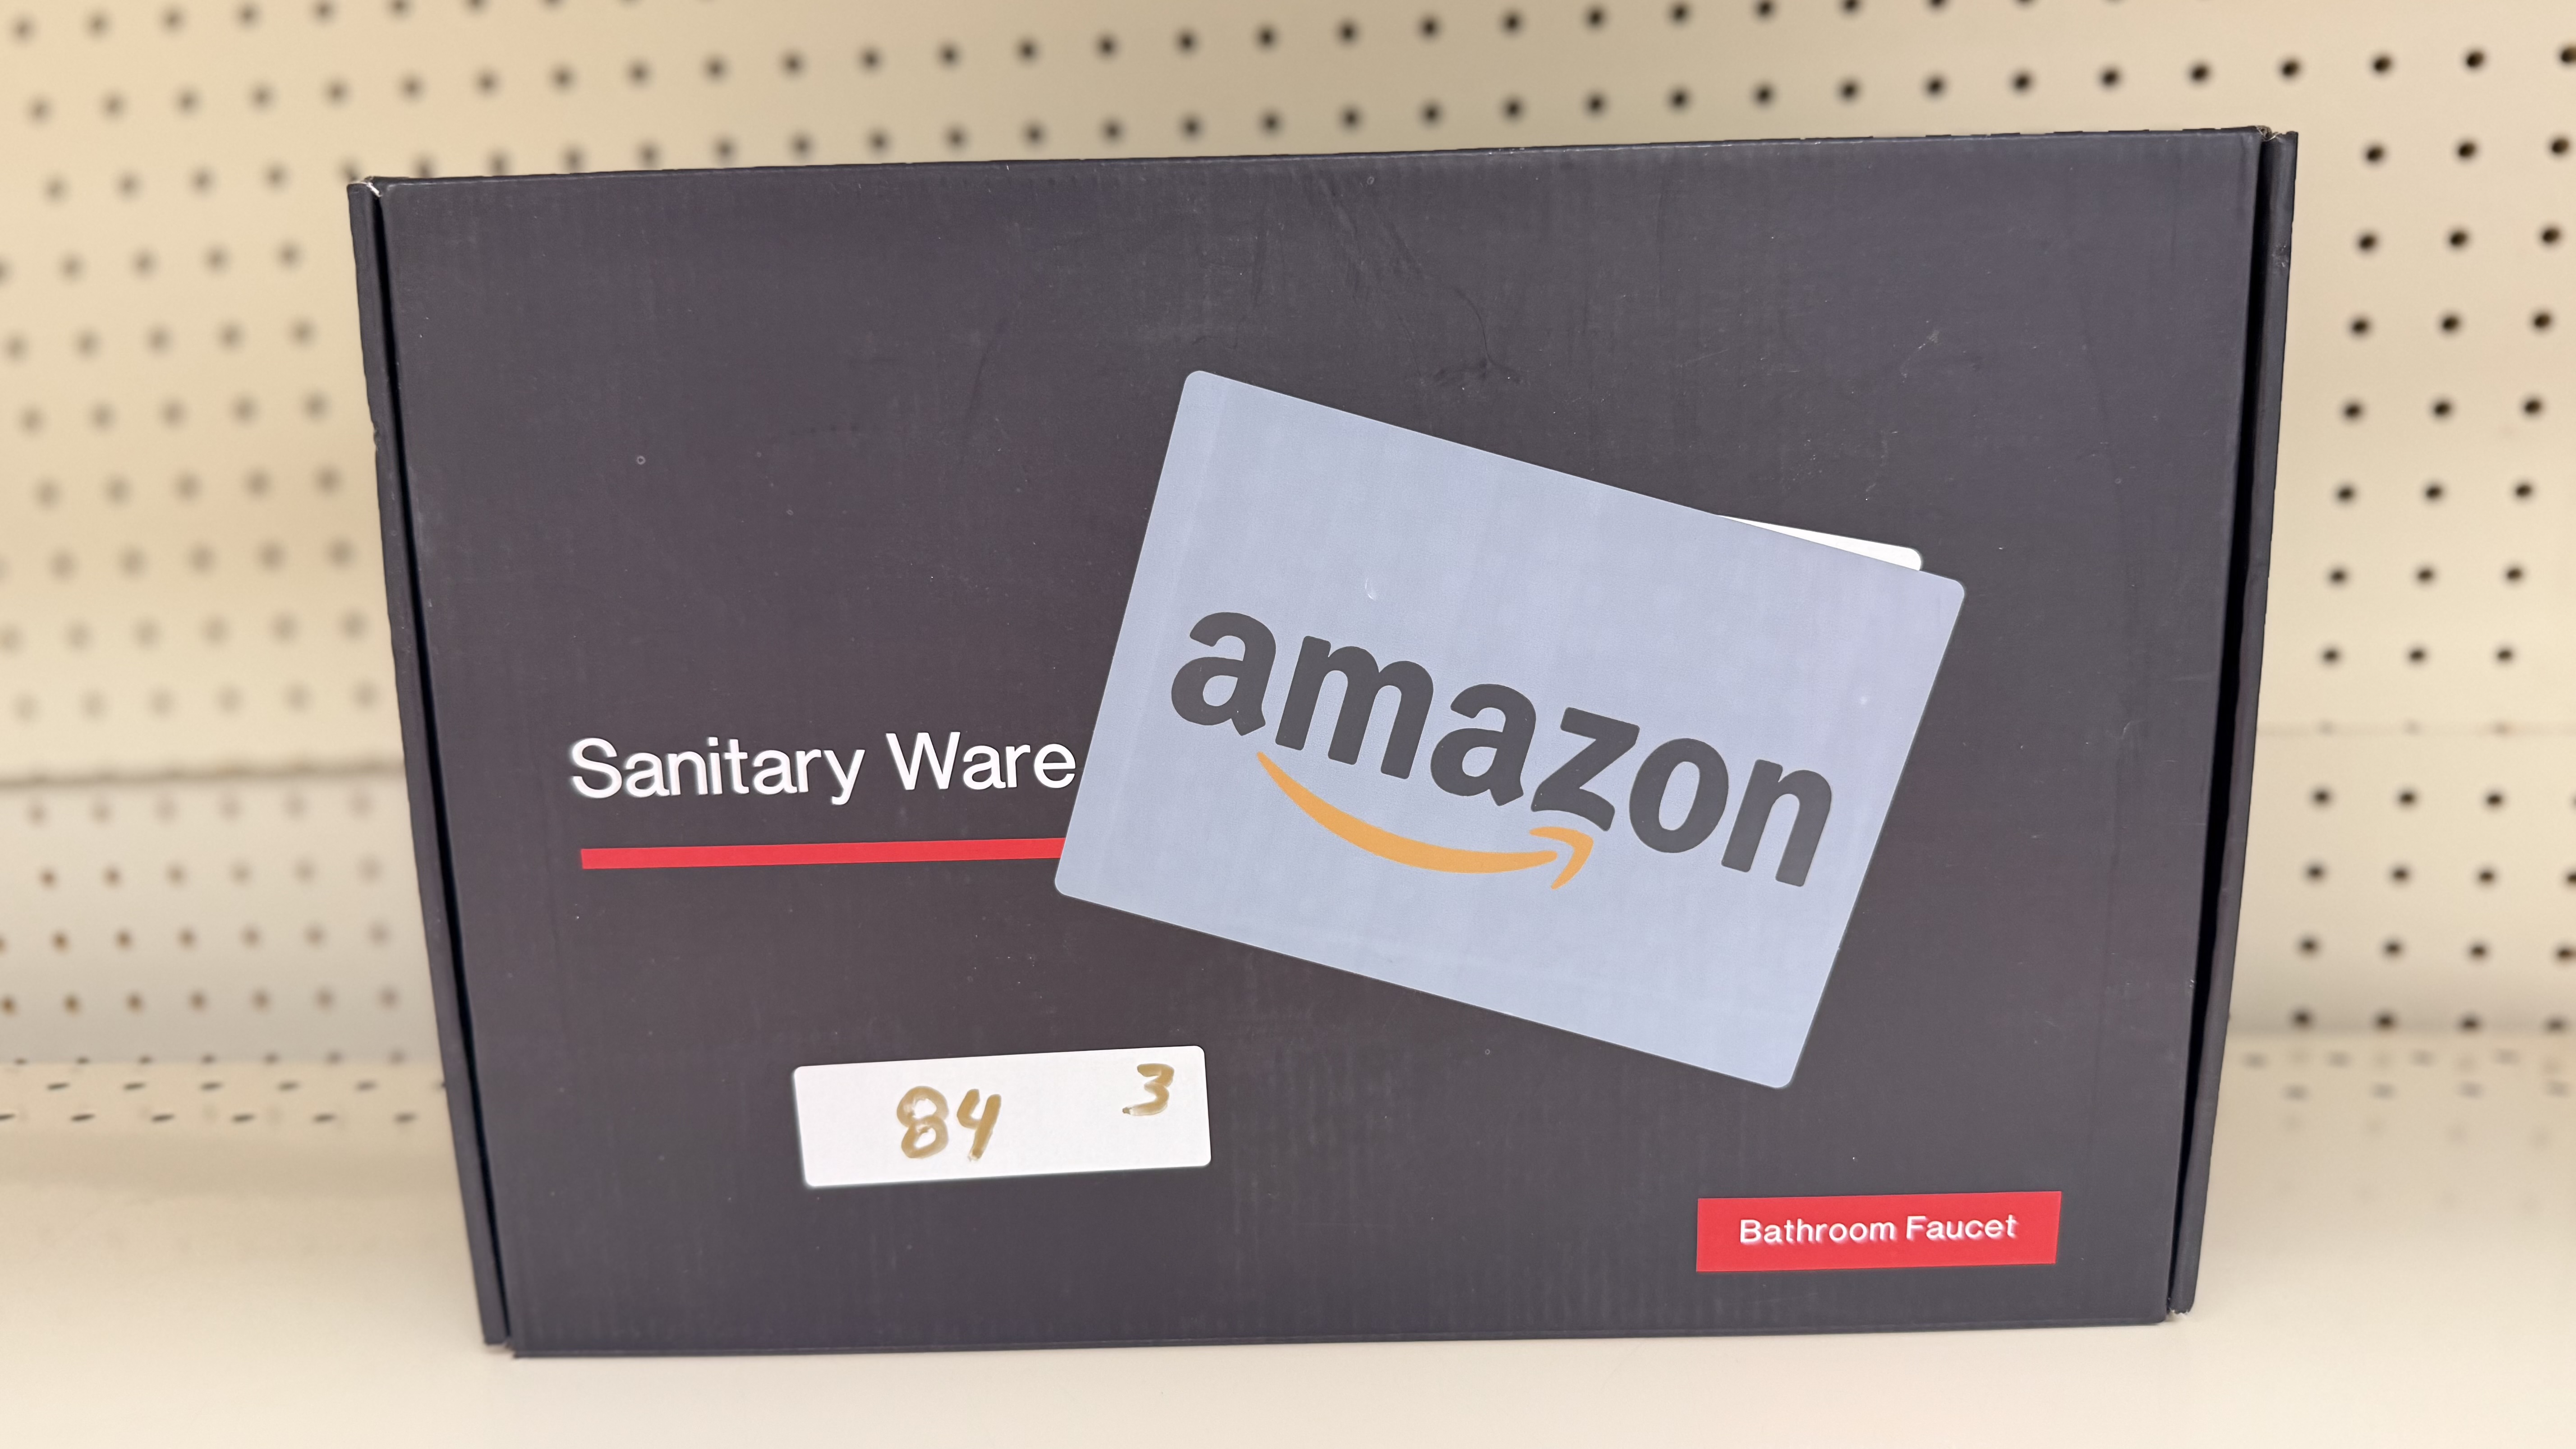 Sanitary Ware
amazon
84 3
Bathroom Faucet